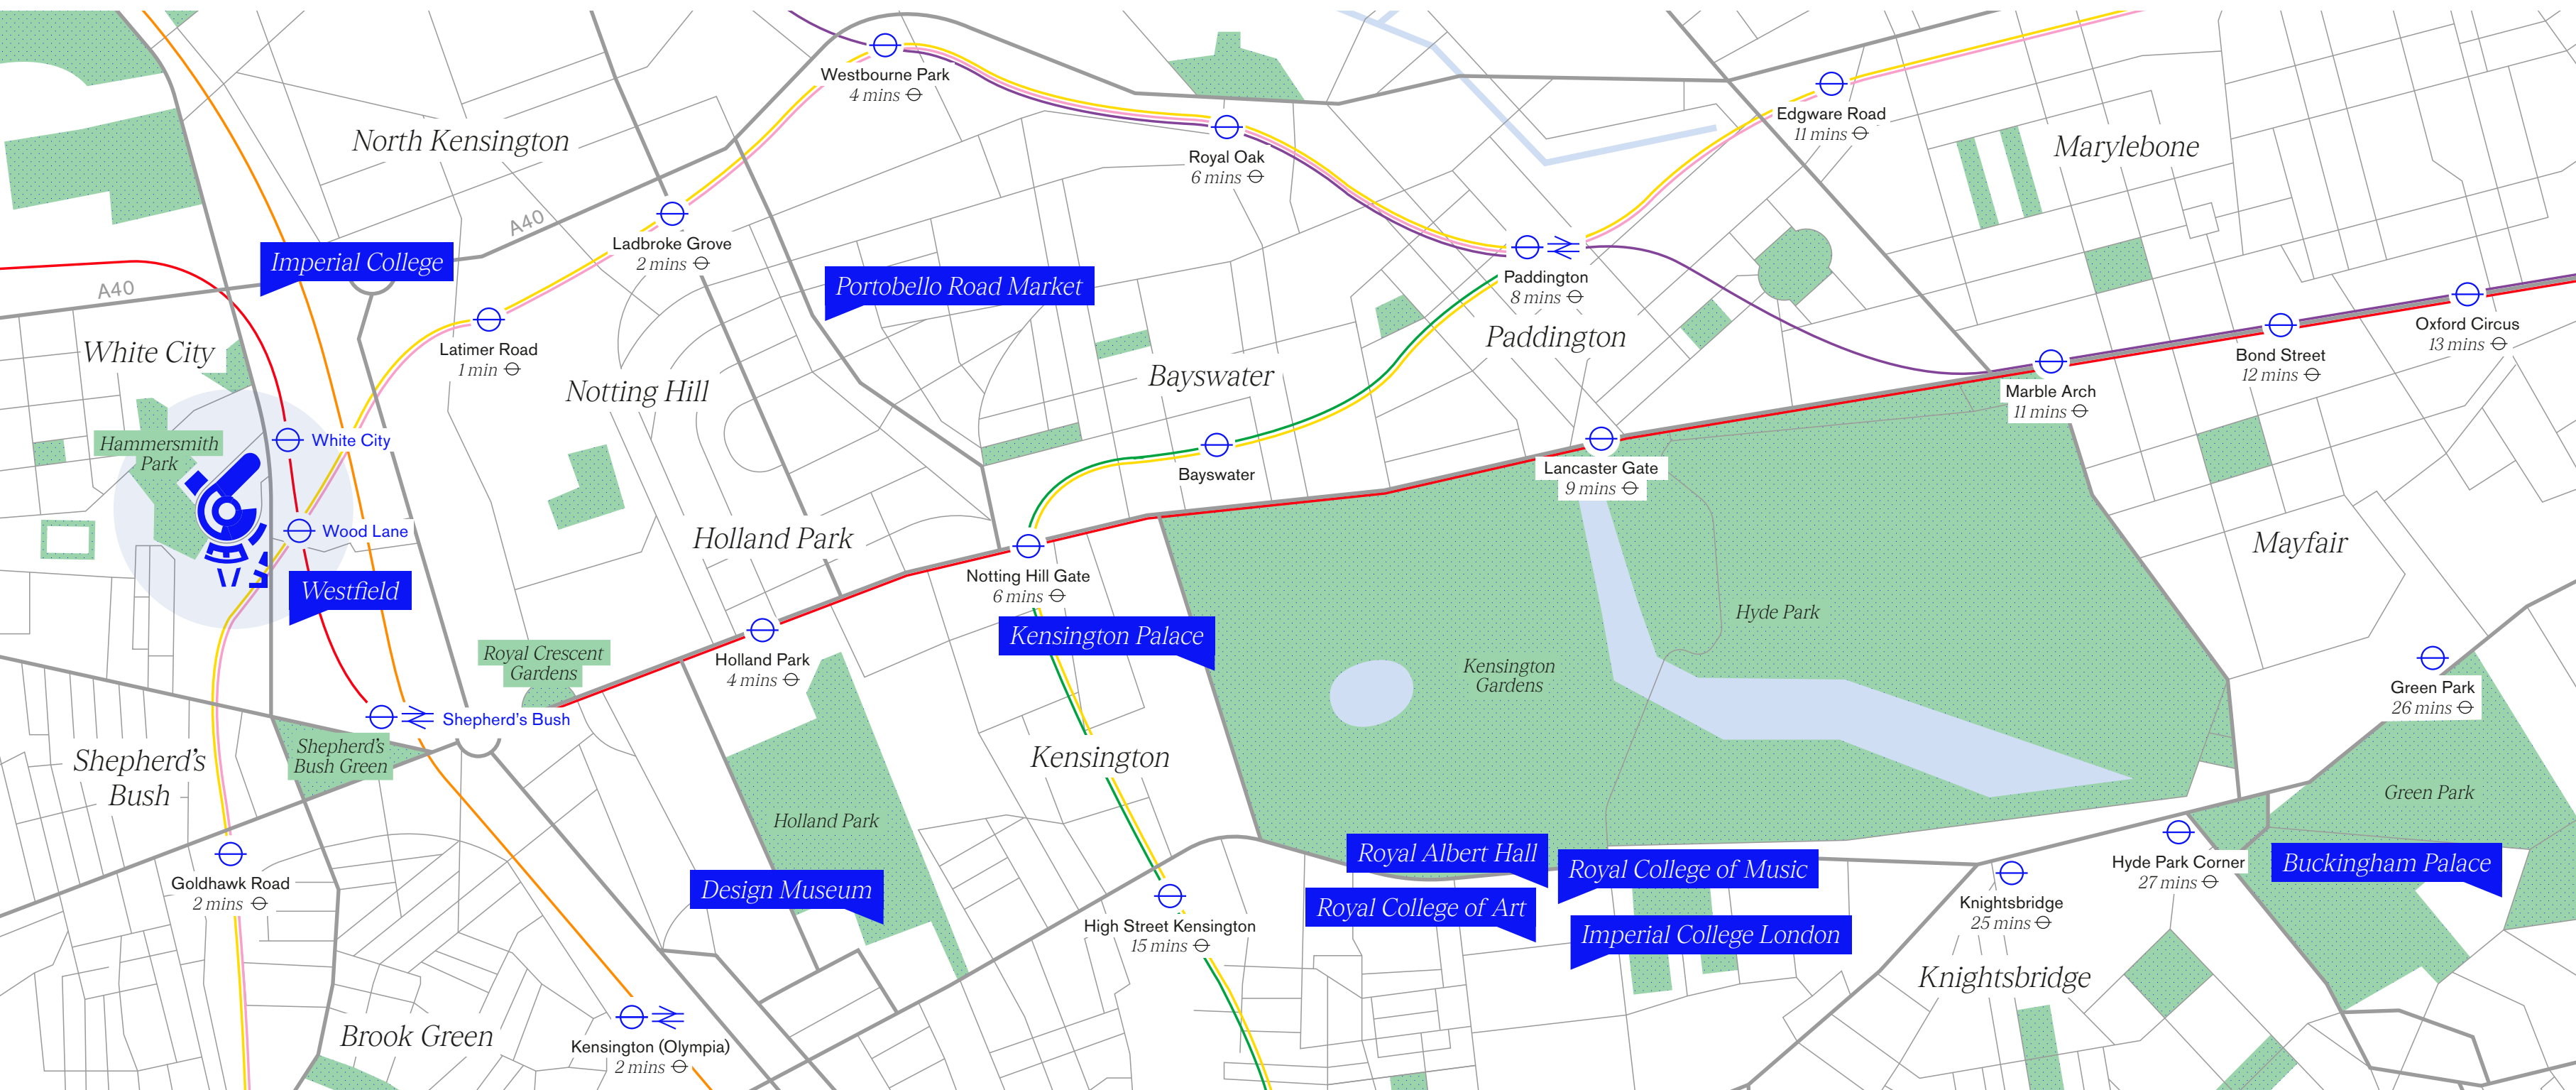 Westbourne Park
4 mins
Edgware Road
11 mins
North Kensington
Marylebone
Royal Oak
6 mins
A40
Ladbroke Grove
2 mins
Imperial College
Portobello Road Market
A40
Paddington
8 mins
Paddington
Latimer Road
1 min
White City
Oxford Circus
13 mins
Bond Street
12 mins
Notting Hill
Bayswater
Marble Arch
11 mins
Hammersmith
Park
White City
Bayswater
Lancaster Gate
9 mins
Wood Lane
Holland Park
Mayfair
Westfield
Notting Hill Gate
6 mins
Hyde Park
Kensington Palace
Royal Crescent
Gardens
Holland Park
4 mins
Kensington
Gardens
Green Park
26 mins
Shepherd's Bush
Shepherd's
Bush Green
Shepherd's
Bush
Kensington
Green Park
Holland Park
Royal Albert Hall
Royal College of Music
Hyde Park Corner
27 mins
Buckingham Palace
Goldhawk Road
2 mins
Design Museum
Royal College of Art
Knightsbridge
25 mins
High Street Kensington
15 mins
Imperial College London
Knightsbridge
Brook Green
Kensington (Olympia)
2 mins